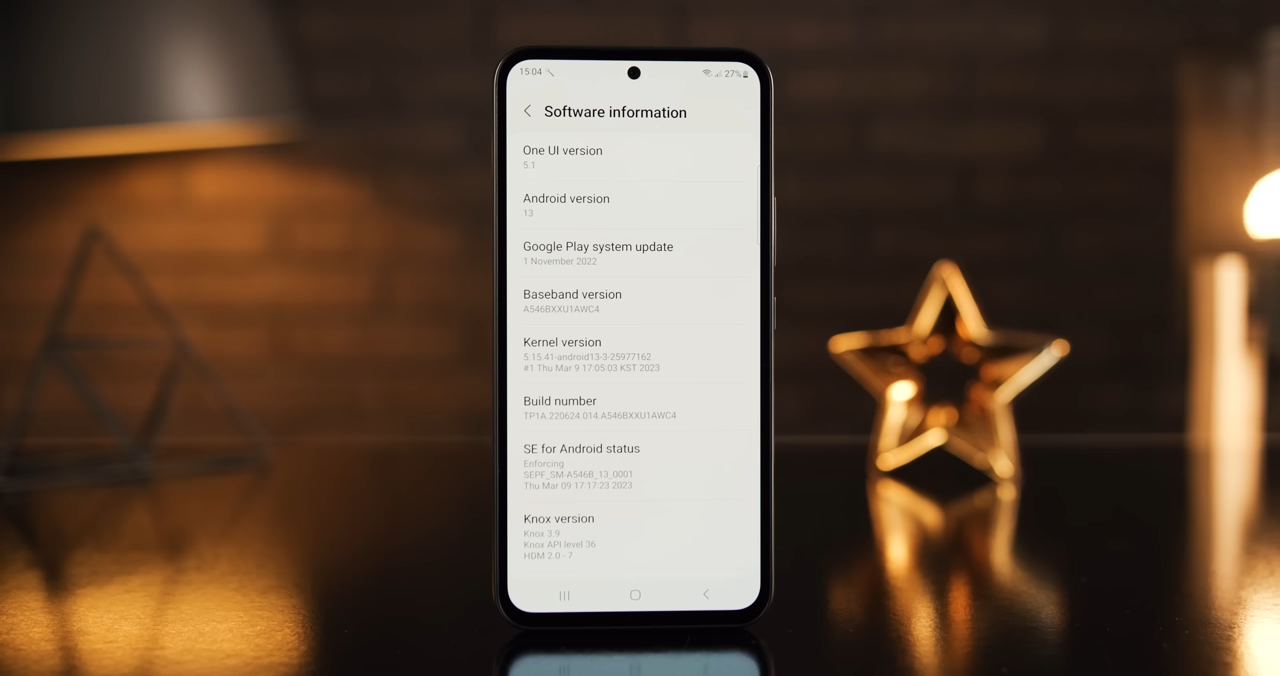 15:04
27%
Software information
One UI version
5.1
Android version
13
Google Play system update
1 November 2022
Baseband version
A546BXXU1AWC4
Kernel version
5.15.41-android13-3-25977162
#1 Thu Mar 9 17:05:03 KST 2023
Build number
TP1A.220624.014.A546BXXU1AWC4
SE for Android status
Enforcing
SEPF_SM-A546B_13_0001
Thu Mar 09 17:17:23 2023
Knox version
Knox 3.9
Knox API level 36
HDM 2.0 - 7